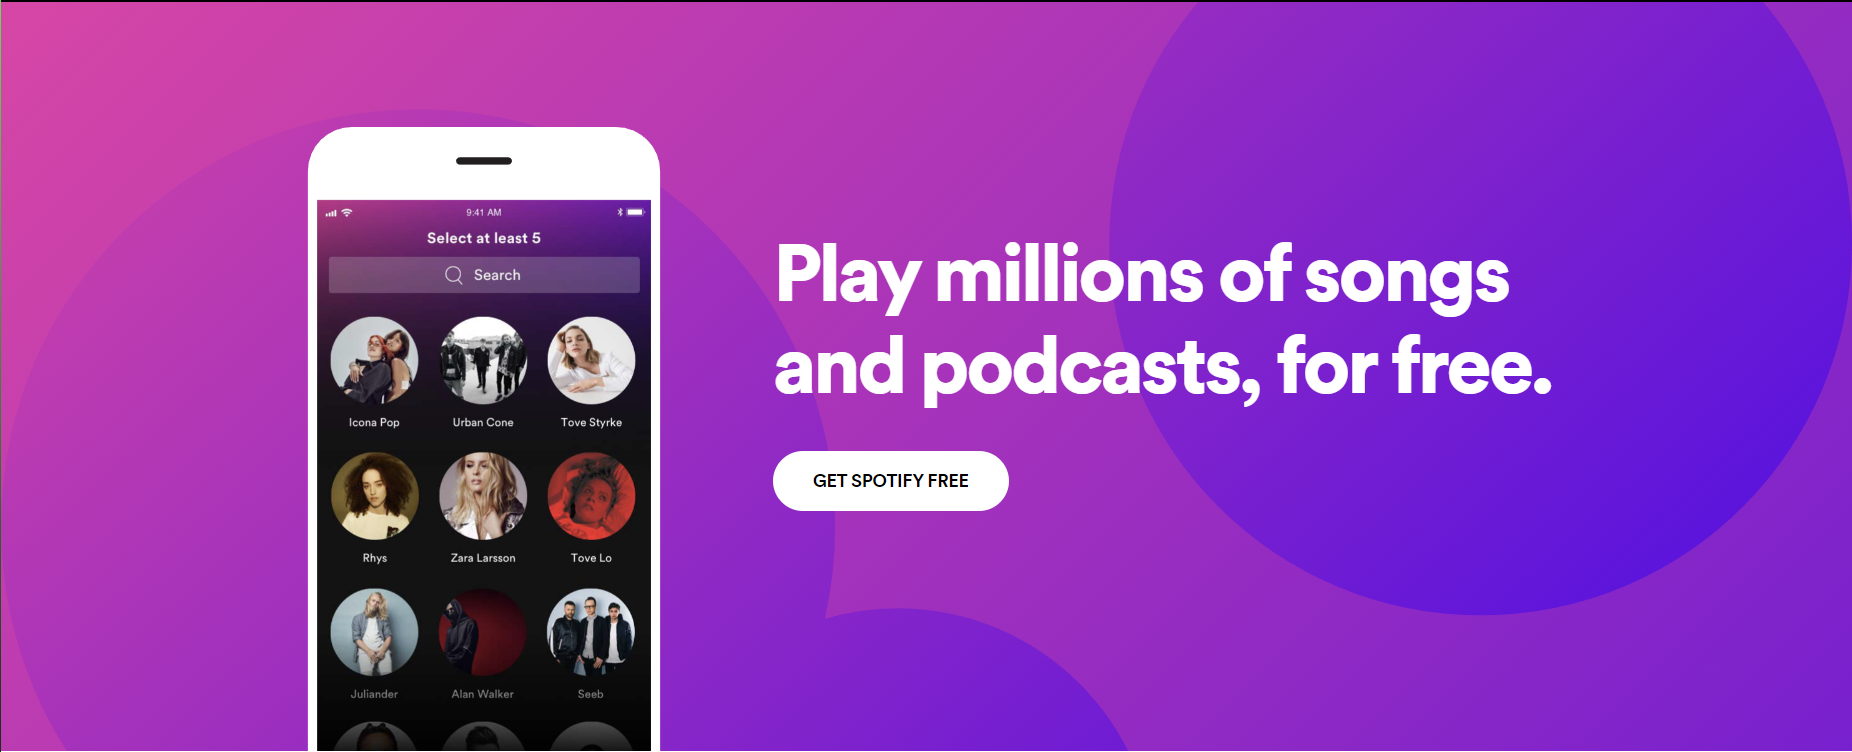 9:41 AM
Select at least 5
Search
Icona Pop
Urban Cone
Tove Styrke
Rhys
Zara Larsson
Tove Lo
Juliander
Alan Walker
Seeb
Play millions of songs
and podcasts, for free.
GET SPOTIFY FREE